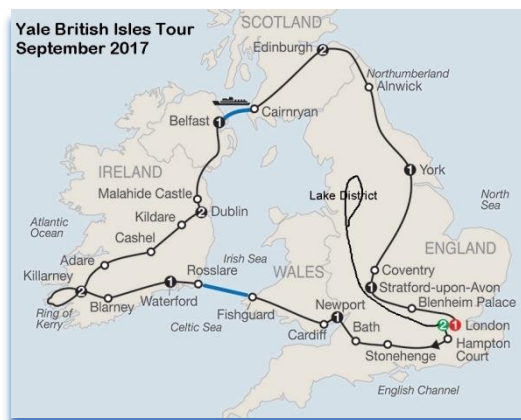 Yale British Isles Tour
September 2017
SCOTLAND
Edinburgh
2
Northumberland
Alnwick
Cairnryan
Belfast
1
IRELAND
York
1
Malahide Castle
Lake District
North
Sea
Kildare
2
Dublin
Atlantic
Ocean
Cashel
Adare
ENGLAND
Irish Sea
Killarney
2
Rosslare
WALES
Coventry
1
Stratford-upon-Avon
Waterford
1
Newport
1
Blenheim Palace
Ring of
Kerry
Blarney
Fishguard
Bath
2
1
London
Celtic Sea
Cardiff
Hampton
Court
Stonehenge
English Channel